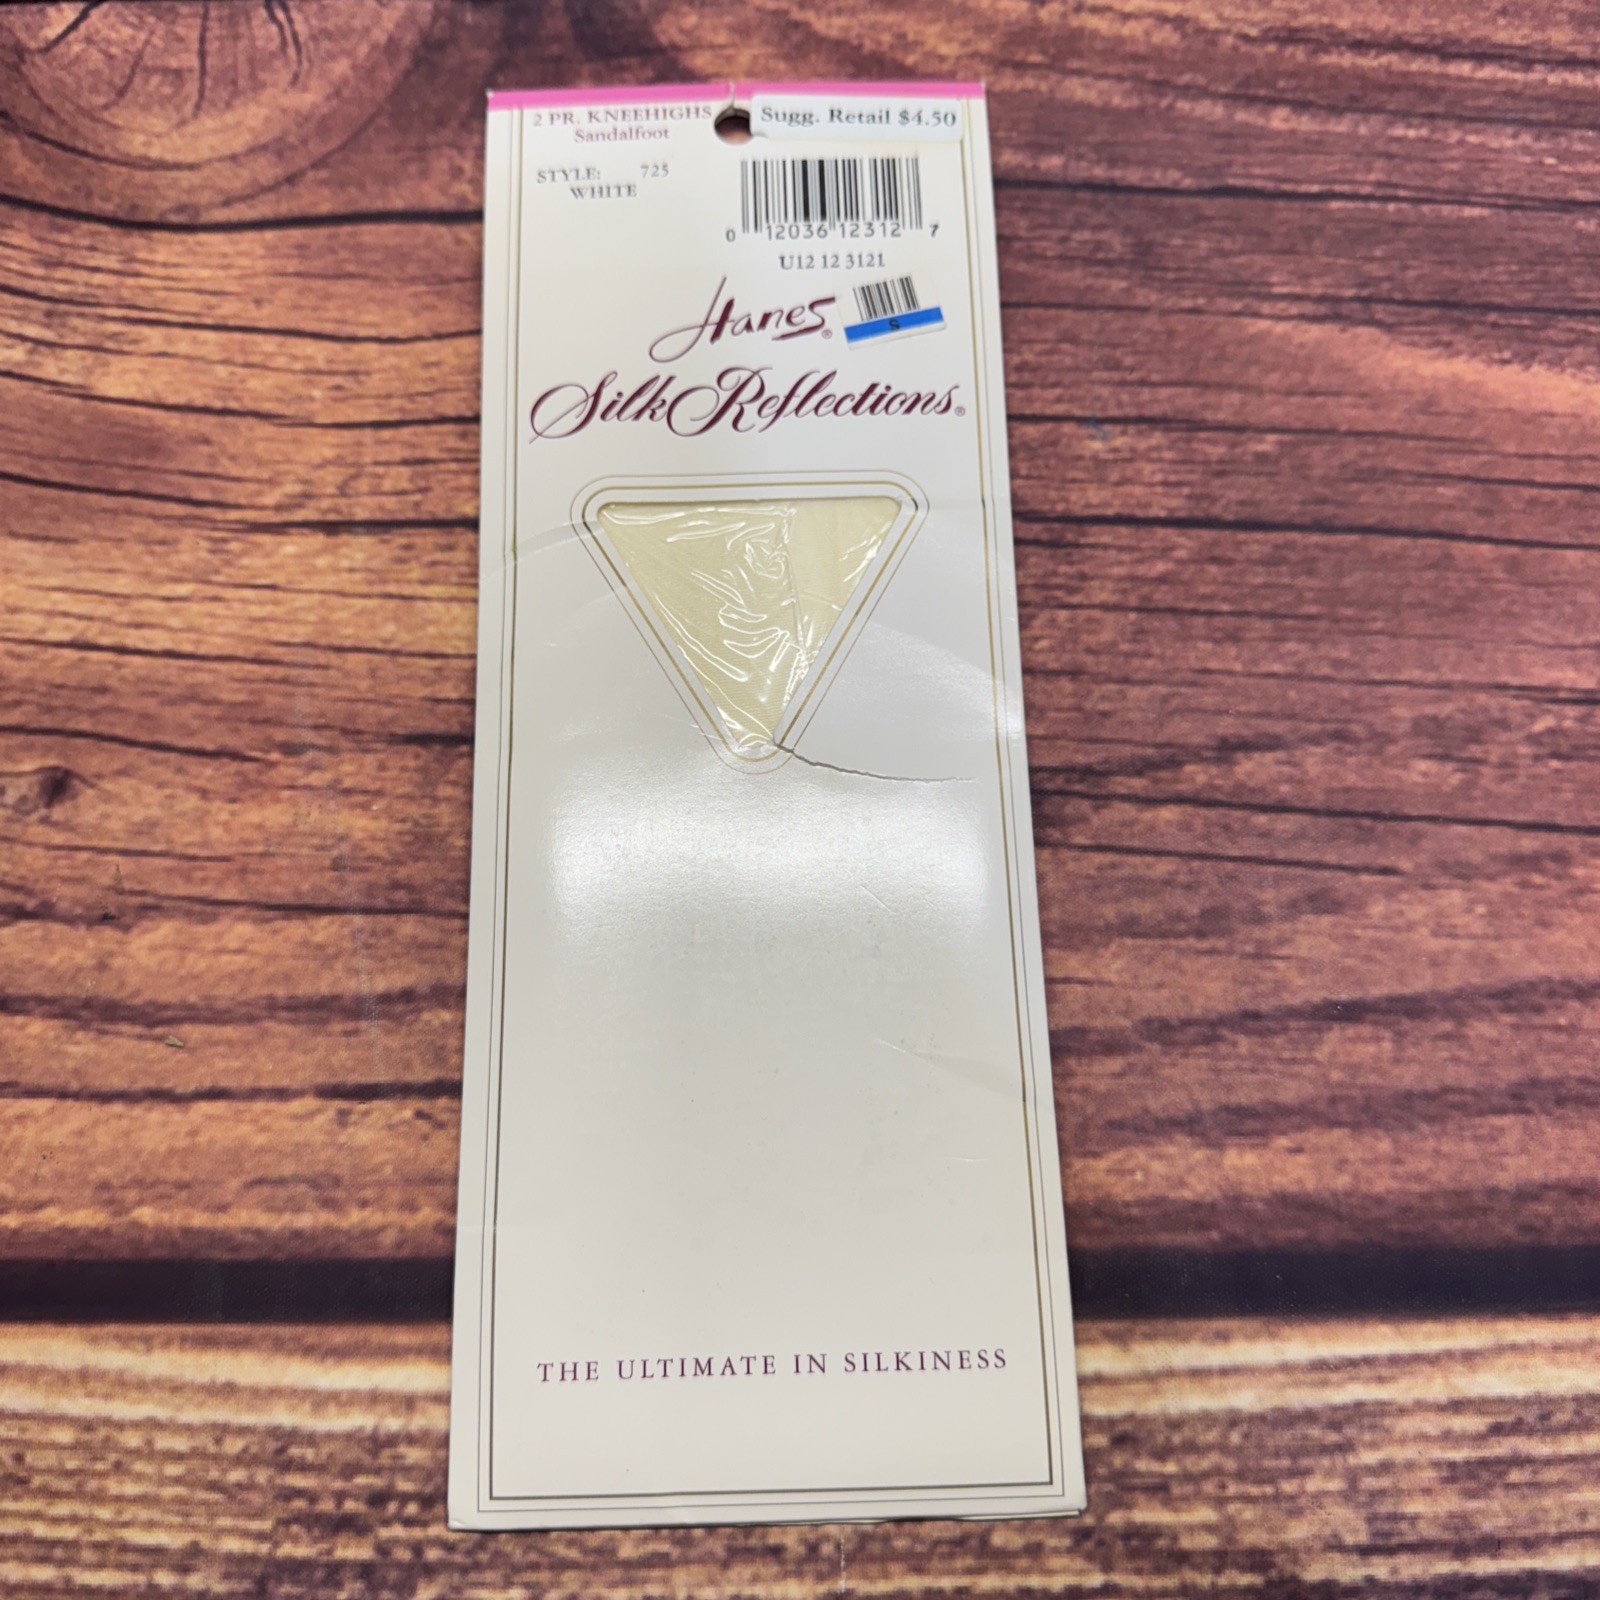 2 PR. KNEEHIGHS
Sandalfoot
Sugg. Retail $4.50
STYLE: 725
WHITE
0 12036 12312 7
U12 12 3121
Hanes®
Silk Reflections®
S
THE ULTIMATE IN SILKINESS